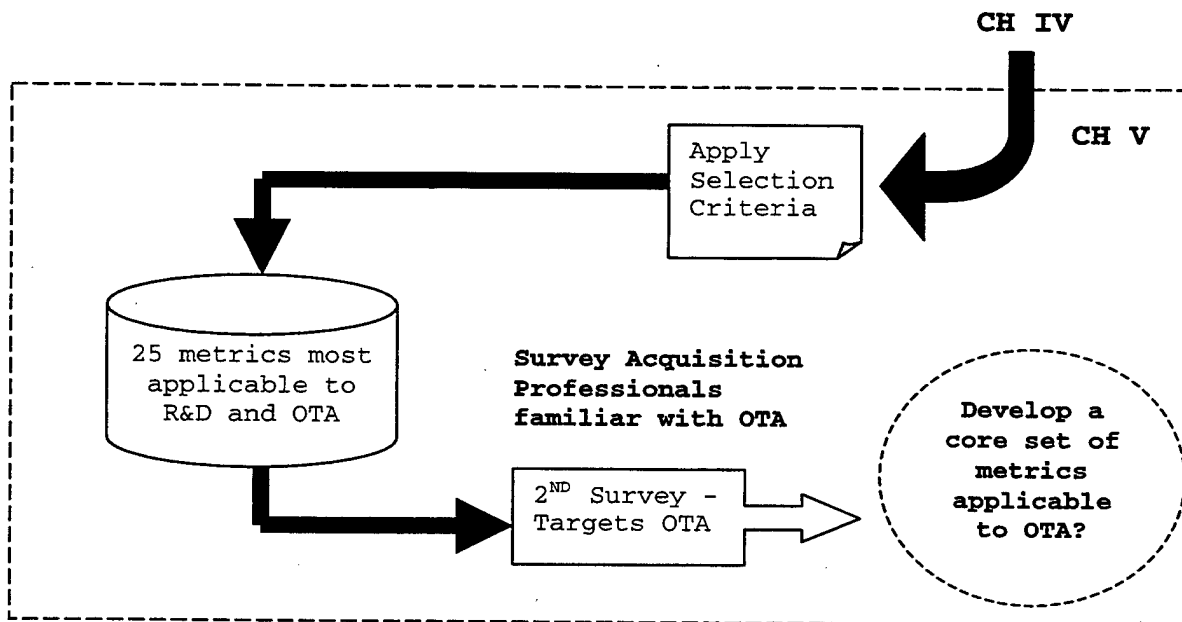 CH IV
CH V
Apply
Selection
Criteria
25 metrics most
applicable to
R&D and OTA
Survey Acquisition
Professionals
familiar with OTA
2ND Survey -
Targets OTA
Develop a
core set of
metrics
applicable
to OTA?